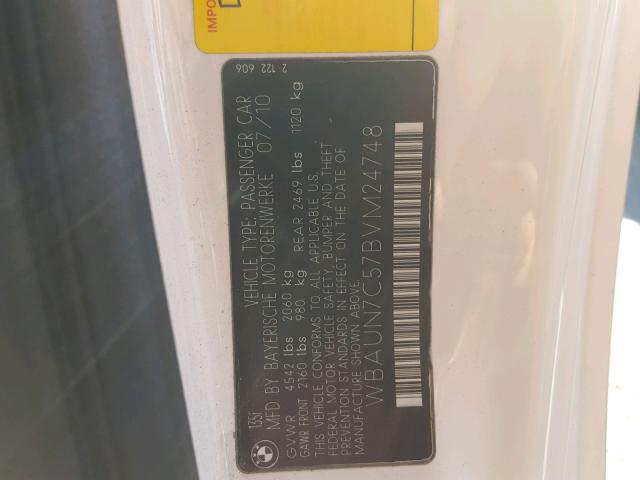 IMPO
2 122 606
135i
VEHICLE TYPE: PASSENGER CAR
MFD BY BAYERISCHE MOTORENWERKE 07/10
GVWR 4542 lbs 2060 kg
GAWR FRONT 2160 lbs 980 kg REAR 2469 lbs 1120 kg
THIS VEHICLE CONFORMS TO ALL APPLICABLE U.S.
FEDERAL MOTOR VEHICLE SAFETY, BUMPER AND THEFT
PREVENTION STANDARDS IN EFFECT ON THE DATE OF
MANUFACTURE SHOWN ABOVE.
WBAUN7C57BVM24748